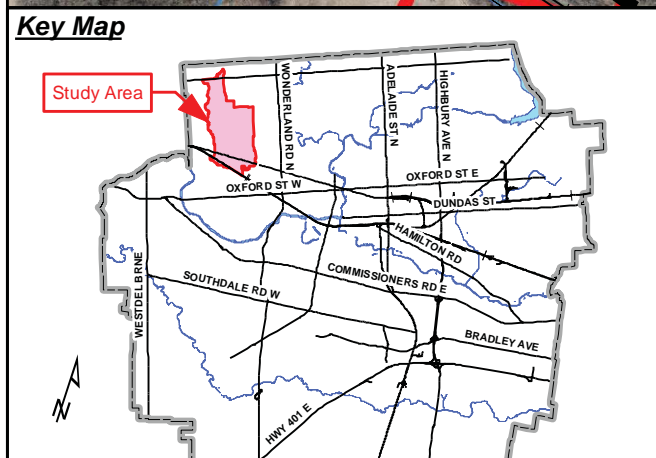 Key Map
Study Area
WONDERLAND RD N
ADELAIDE ST N
HIGHBURY AVE N
OXFORD ST W
OXFORD ST E
DUNDAS ST
HAMILTON RD
WESTDEL BRNE
SOUTHDALE RD W
COMMISSIONERS RD E
BRADLEY AVE
HWY 401 E
N